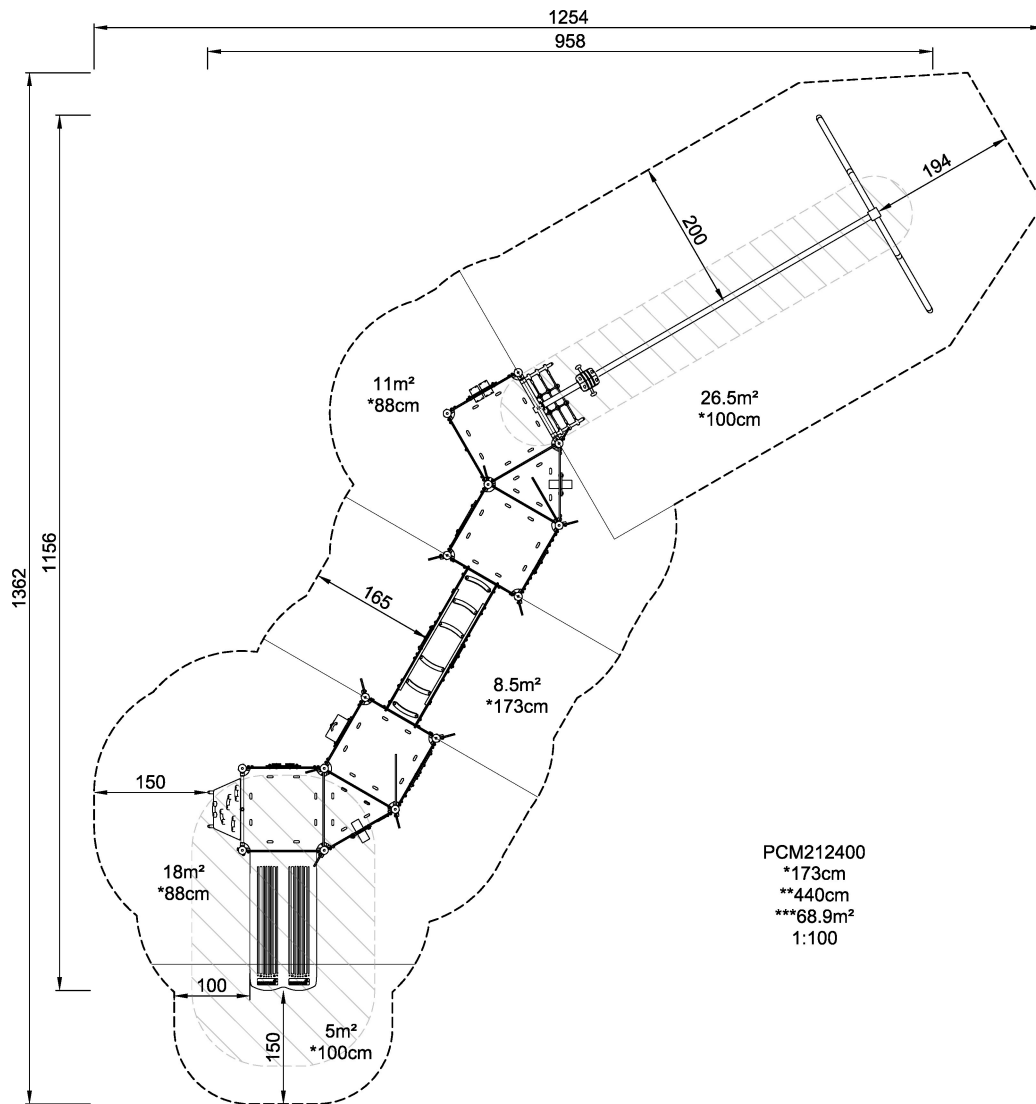 1254
958
194
200
11m²
*88cm
26.5m²
*100cm
1156
1362
165
8.5m²
*173cm
150
18m²
*88cm
PCM212400
*173cm
**440cm
***68.9m²
1:100
100
150
5m²
*100cm